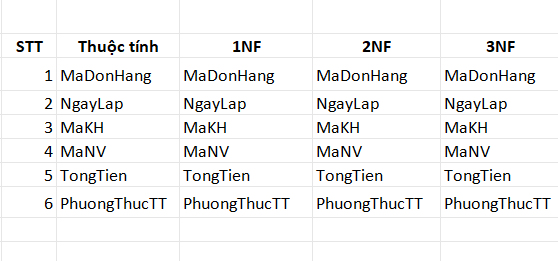 STT Thuộc tính 1NF 2NF 3NF
1 MaDonHang MaDonHang MaDonHang MaDonHang
2 NgayLap NgayLap NgayLap NgayLap
3 MaKH MaKH MaKH MaKH
4 MaNV MaNV MaNV MaNV
5 TongTien TongTien TongTien TongTien
6 PhuongThucTT PhuongThucTT PhuongThucTT PhuongThucTT